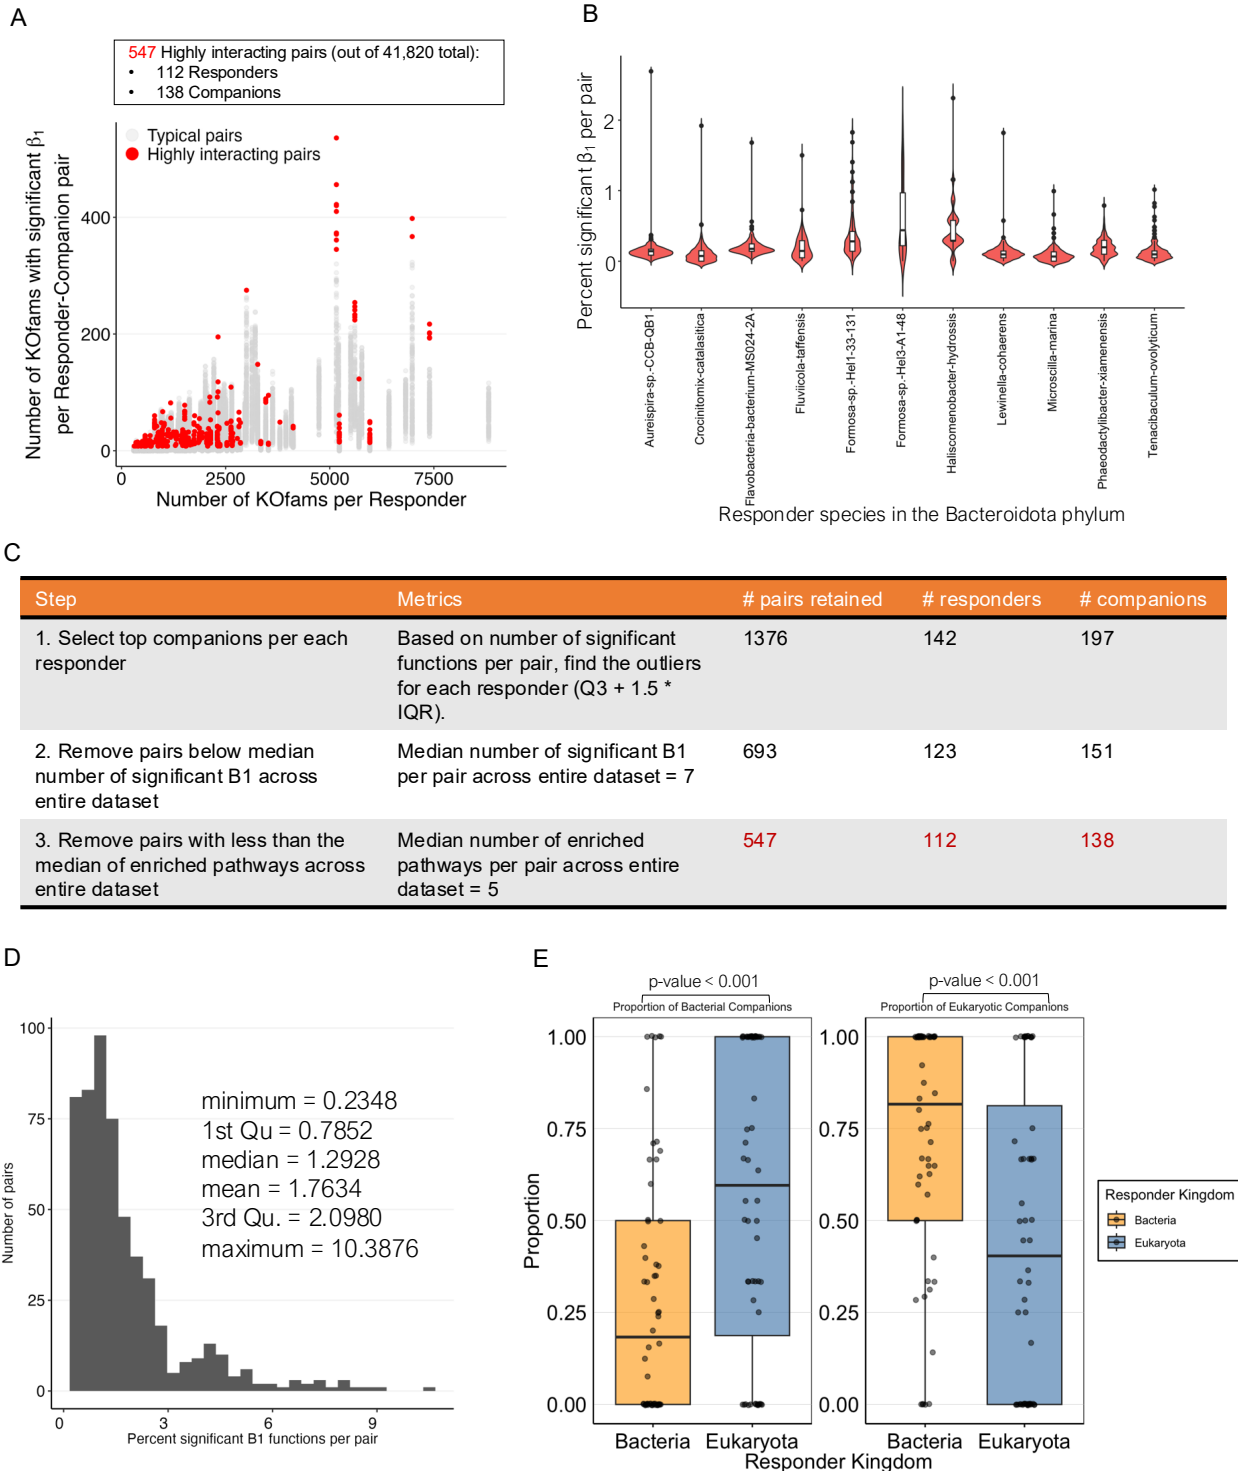 A
547 Highly interacting pairs (out of 41,820 total):
• 112 Responders
• 138 Companions
Typical pairs
Highly interacting pairs
Number of KOfams with significant β1
per Responder-Companion pair
400
200
0
0 2500 5000 7500
Number of KOfams per Responder
B
Percent significant β1 per pair
2
1
0
Aureispira-sp.-CCB-QB1
Crocinitomix-catalasitica
Flavobacteria-bacterium-MS024-2A
Fluviicola-taffensis
Formosa-sp.-Hel1-33-131
Formosa-sp.-Hel3-A1-48
Haliscomenobacter-hydrossis
Lewinella-cohaerens
Microscilla-marina
Phaeodactylibacter-xiamenensis
Tenacibaculum-ovolyticum
Responder species in the Bacteroidota phylum
C
Step Metrics # pairs retained # responders # companions
1. Select top companions per each
responder
Based on number of significant
functions per pair, find the outliers
for each responder (Q3 + 1.5 *
IQR).
1376 142 197
2. Remove pairs below median
number of significant B1 across
entire dataset
Median number of significant B1
per pair across entire dataset = 7
693 123 151
3. Remove pairs with less than the
median of enriched pathways across
entire dataset
Median number of enriched
pathways per pair across entire
dataset = 5
547 112 138
D
Number of pairs
100
75
50
25
0
minimum = 0.2348
1st Qu = 0.7852
median = 1.2928
mean = 1.7634
3rd Qu. = 2.0980
maximum = 10.3876
0 3 6 9
Percent significant B1 functions per pair
E
p-value < 0.001
Proportion of Bacterial Companions
p-value < 0.001
Proportion of Eukaryotic Companions
Proportion
1.00
0.75
0.50
0.25
0.00
1.00
0.75
0.50
0.25
0.00
Bacteria Eukaryota
Bacteria Eukaryota
Responder Kingdom
Responder Kingdom
Bacteria
Eukaryota